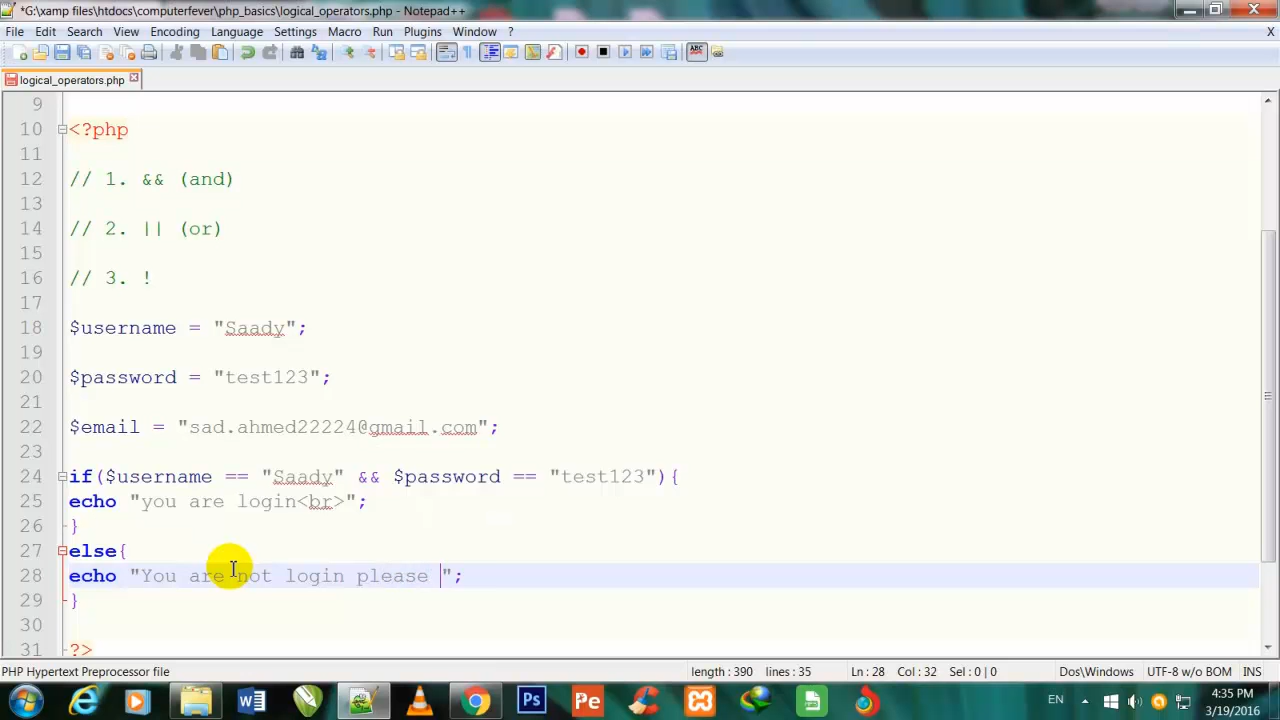 *G:\xamp files\htdocs\computerfever\php_basics\logical_operators.php - Notepad++
File Edit Search View Encoding Language Settings Macro Run Plugins Window ? X
logical_operators.php
9
10 <?php
11
12 // 1. && (and)
13
14 // 2. || (or)
15
16 // 3. !
17
18 $username = "Saady";
19
20 $password = "test123";
21
22 $email = "sad.ahmed22224@gmail.com";
23
24 if($username == "Saady" && $password == "test123"){
25 echo "you are login<br>";
26 }
27 else{
28 echo "You are not login please ";
29 }
30
31 ?>
PHP Hypertext Preprocessor file length : 390 lines : 35 Ln : 28 Col : 32 Sel : 0 | 0 Dos\Windows UTF-8 w/o BOM INS
W Ps Pe EN 4:35 PM
3/19/2016